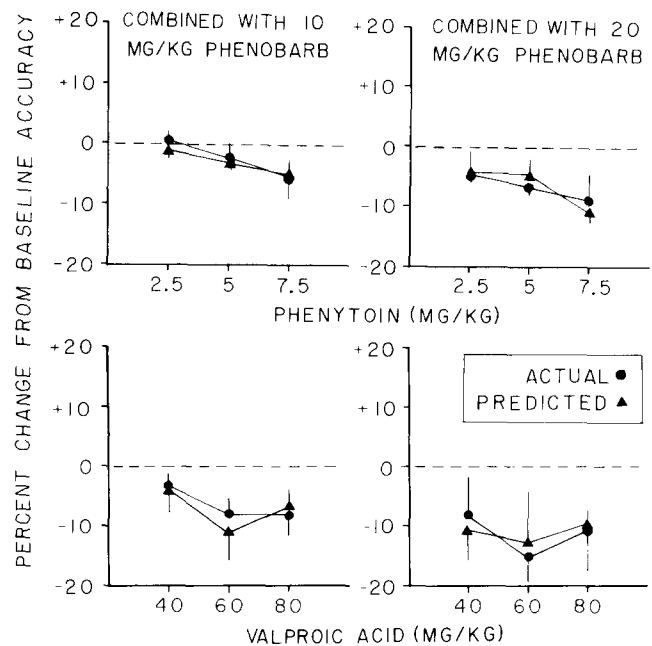 COMBINED WITH 10
MG/KG PHENOBARB
COMBINED WITH 20
MG/KG PHENOBARB
PERCENT CHANGE FROM BASELINE ACCURACY
+20
+10
0
-10
-20
2.5 5 7.5
+20
+10
0
-10
-20
2.5 5 7.5
PHENYTOIN (MG/KG)
+20
+10
0
-10
-20
40 60 80
+20
+10
0
-10
-20
40 60 80
ACTUAL
PREDICTED
VALPROIC ACID (MG/KG)